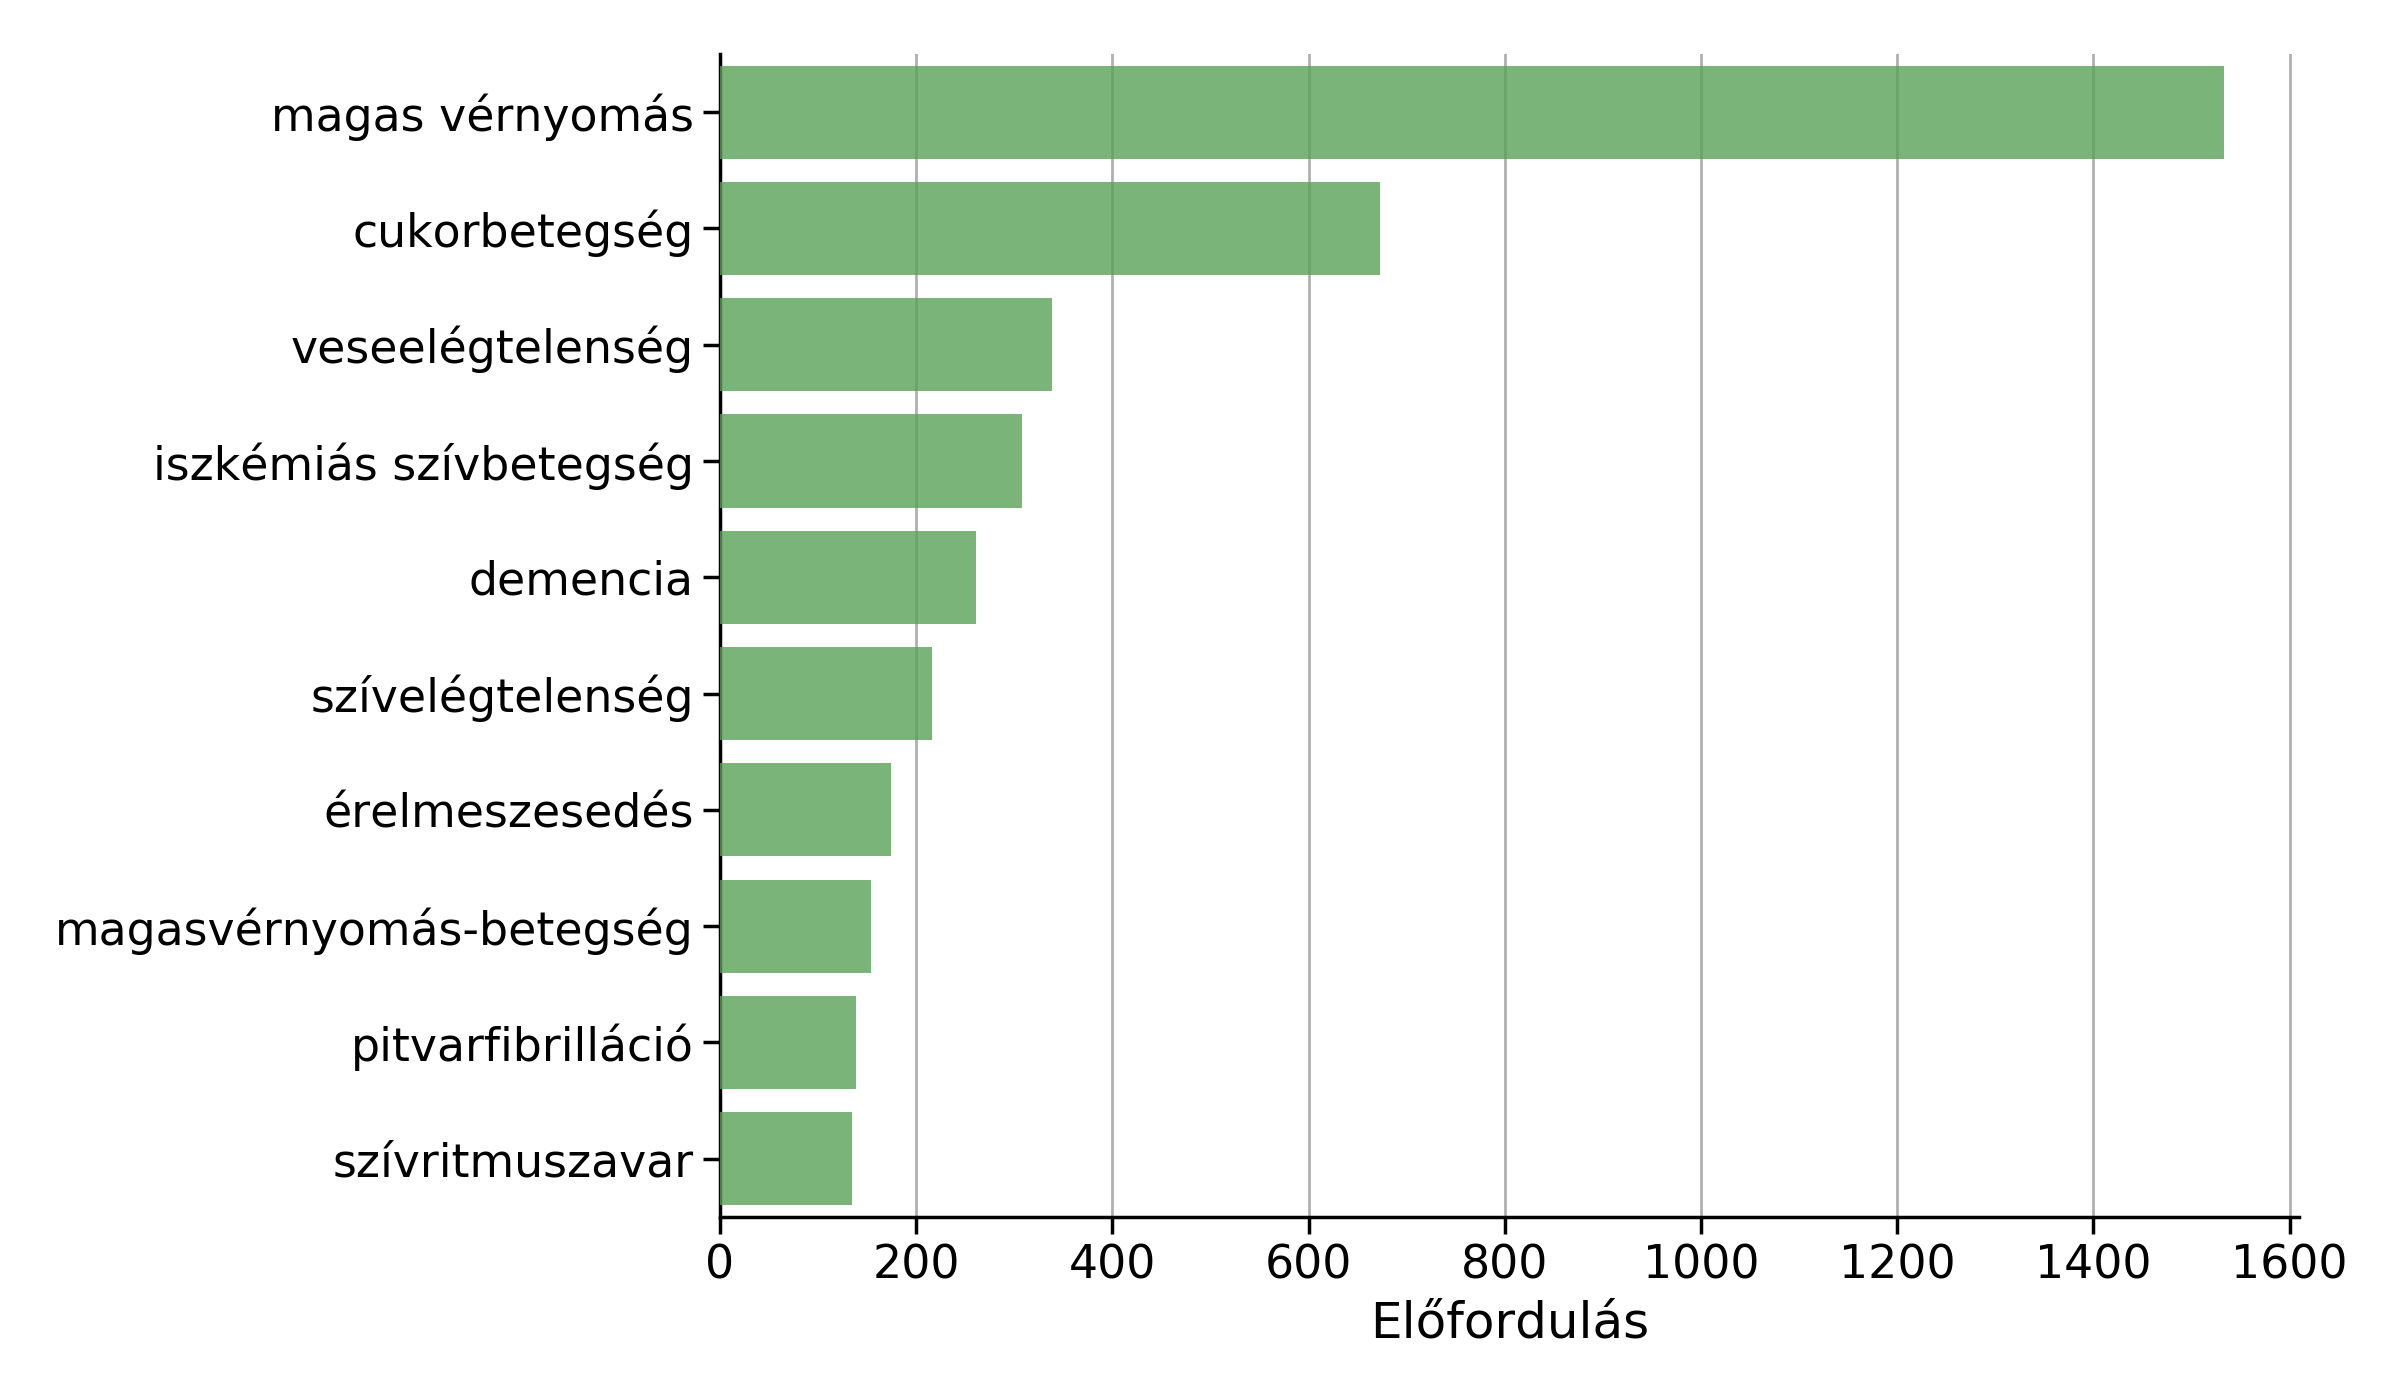 magas vérnyomás
cukorbetegség
veseelégtelenség
iszkémiás szívbetegség
demencia
szívelégtelenség
érelmeszesedés
magasvérnyomás-betegség
pitvarfibrilláció
szívritmuszavar
0 200 400 600 800 1000 1200 1400 1600
Előfordulás